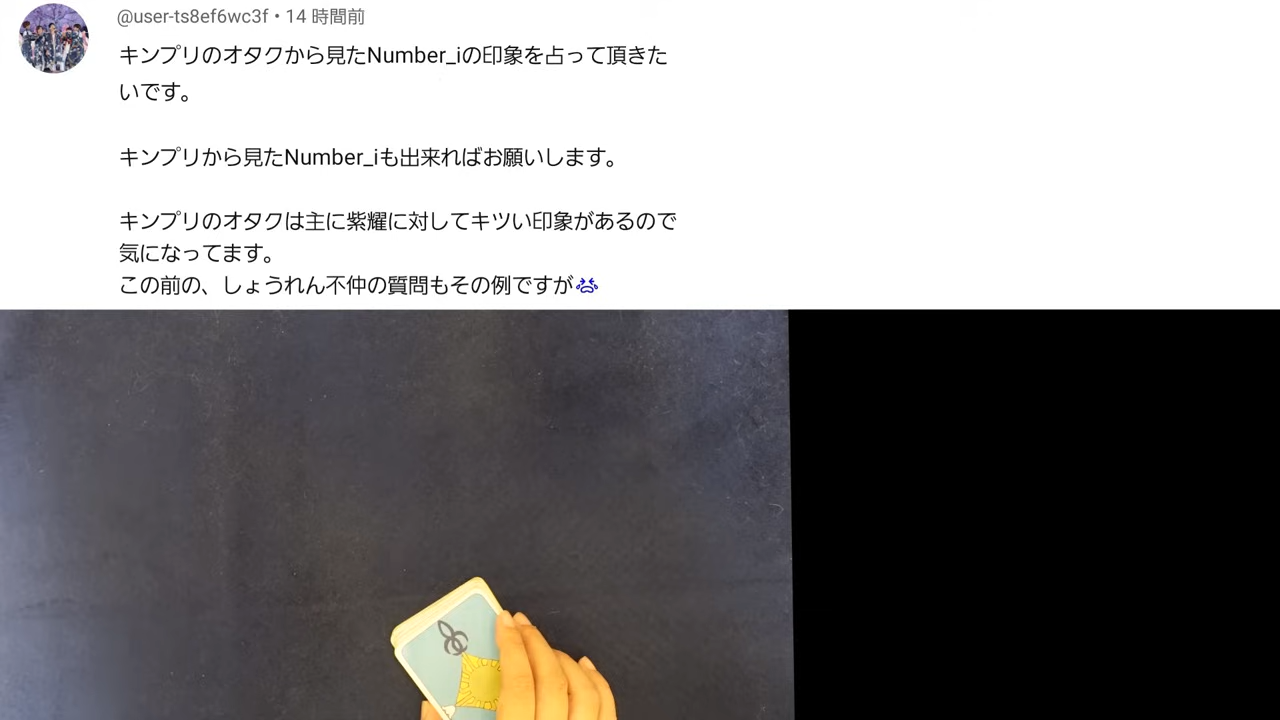 @user-ts8ef6wc3f • 14 時間前
キンプリのオタクから見たNumber_iの印象を占って頂きた
いです。
キンプリから見たNumber_iも出来ればお願いします。
キンプリのオタクは主に紫耀に対してキツい印象があるので
気になってます。
この前の、しょうれん不仲の質問もその例ですが😭